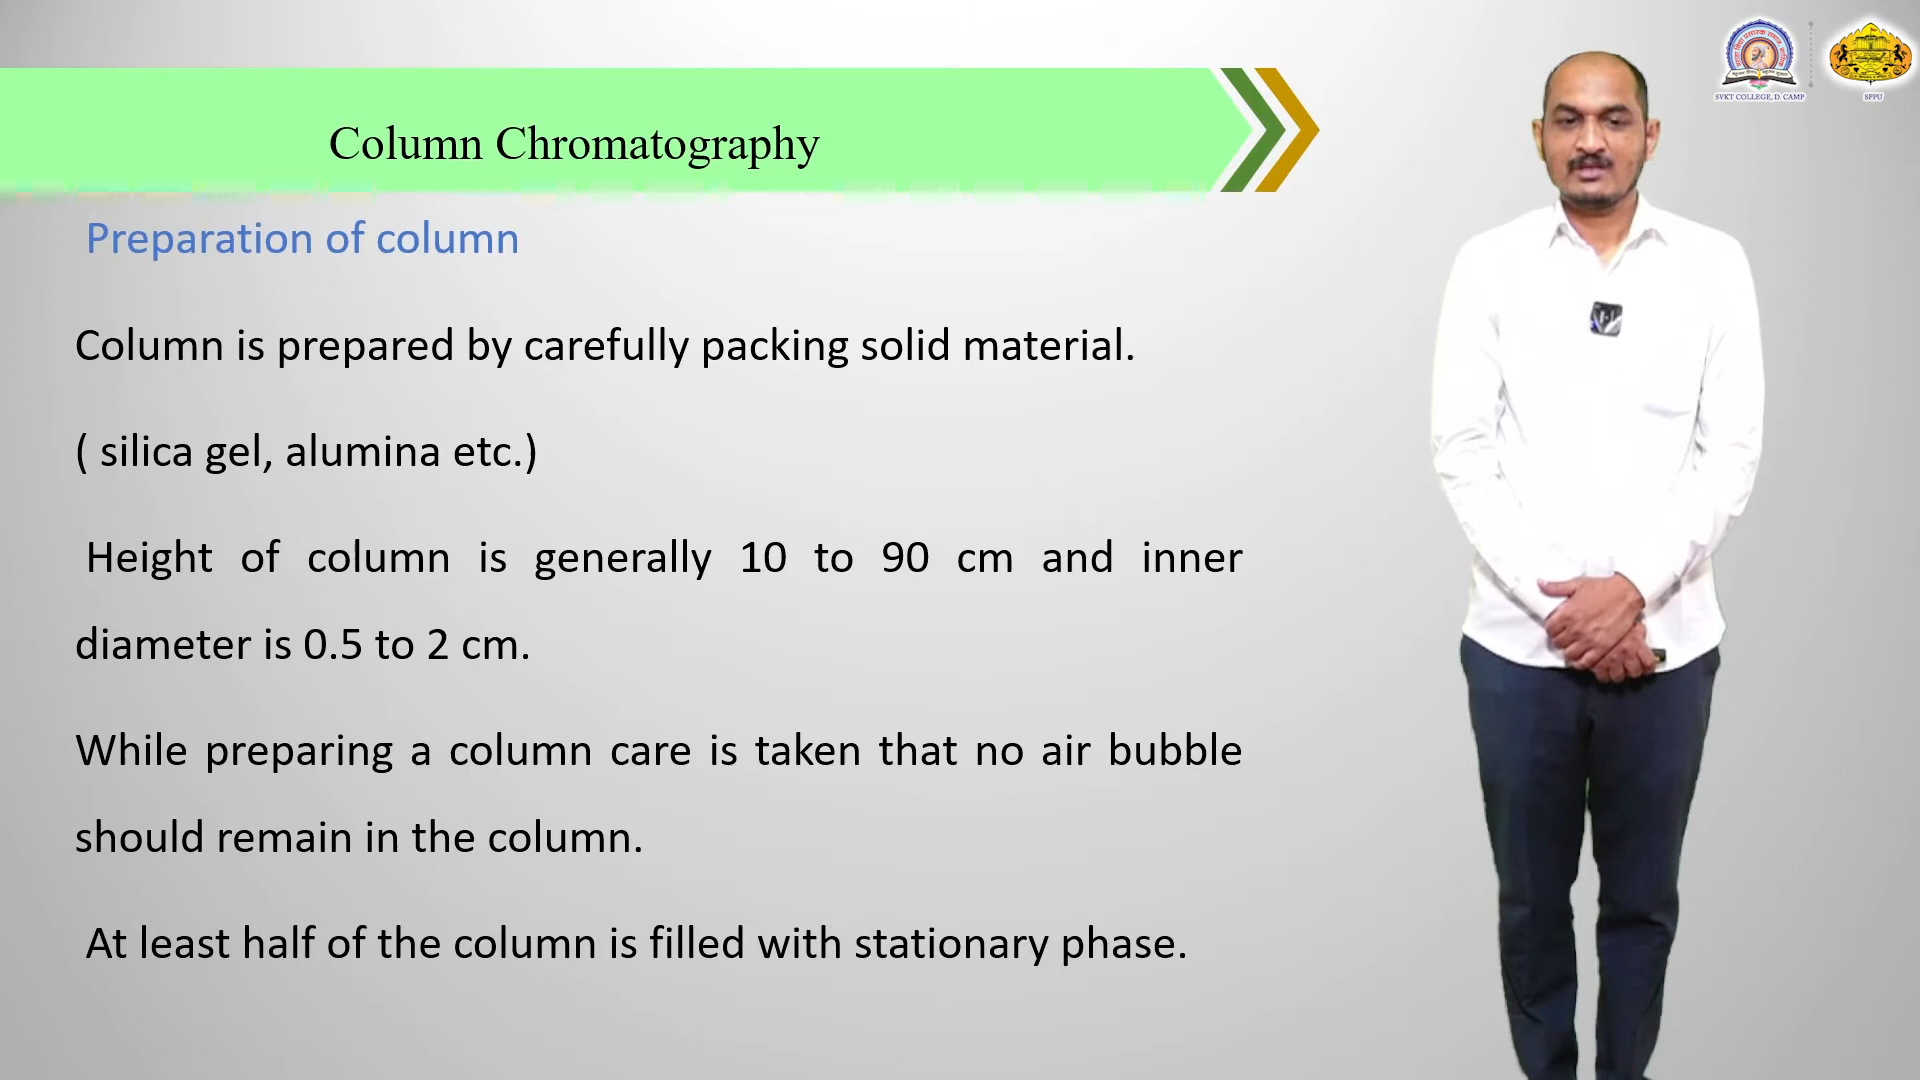 Column Chromatography
SVKT COLLEGE, D. CAMP
SPPU
Preparation of column
Column is prepared by carefully packing solid material.
( silica gel, alumina etc.)
Height of column is generally 10 to 90 cm and inner
diameter is 0.5 to 2 cm.
While preparing a column care is taken that no air bubble
should remain in the column.
At least half of the column is filled with stationary phase.